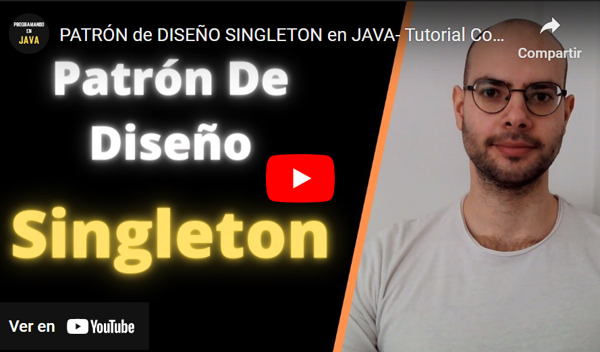 PROGRAMANDO
EN
JAVA
PATRÓN de DISEÑO SINGLETON en JAVA- Tutorial Co...
Compartir
Patrón De
Diseño
Singleton
Ver en YouTube